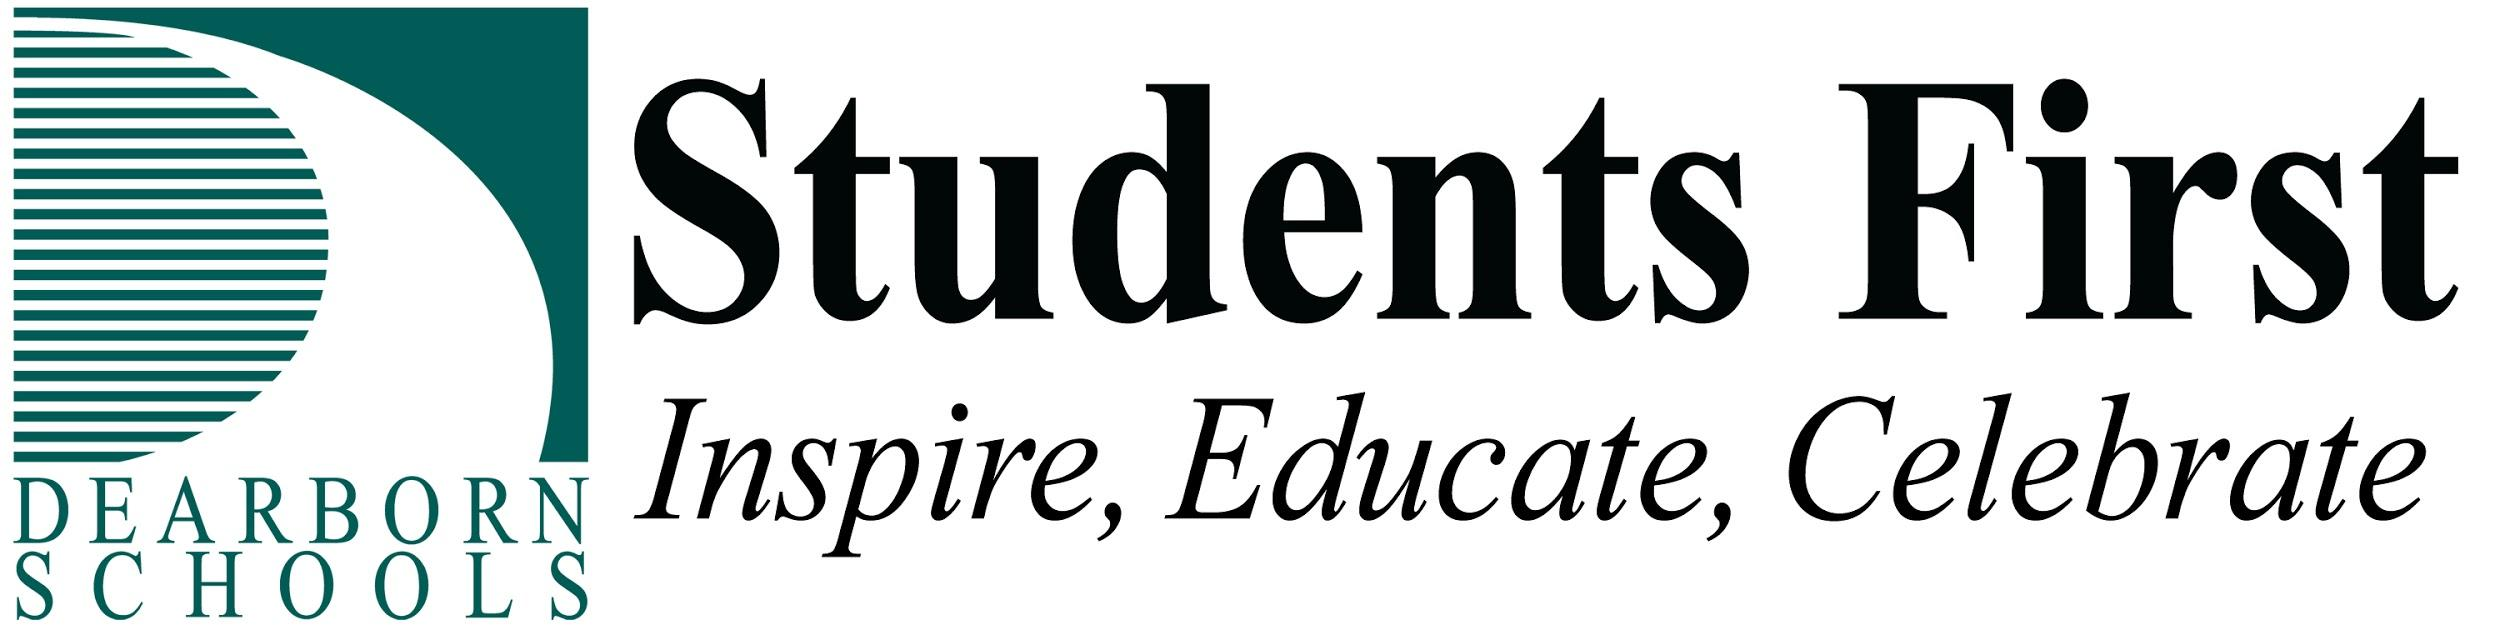 DEARBORN
SCHOOLS
Students First
Inspire, Educate, Celebrate